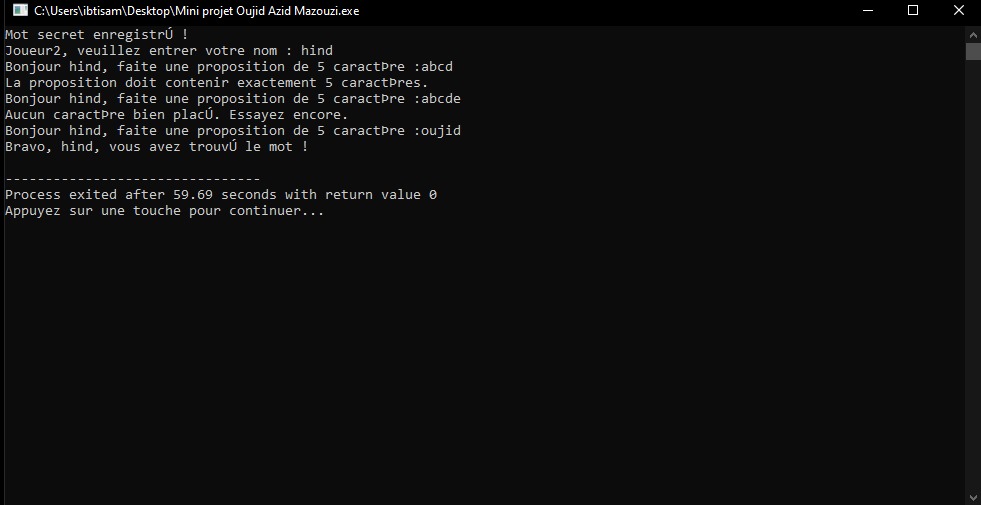 C:\Users\ibtisam\Desktop\Mini projet Oujid Azid Mazouzi.exe
Mot secret enregistrÚ !
Joueur2, veuillez entrer votre nom : hind
Bonjour hind, faite une proposition de 5 caractÞre :abcd
La proposition doit contenir exactement 5 caractÞres.
Bonjour hind, faite une proposition de 5 caractÞre :abcde
Aucun caractÞre bien placÚ. Essayez encore.
Bonjour hind, faite une proposition de 5 caractÞre :oujid
Bravo, hind, vous avez trouvÚ le mot !
--------------------------------
Process exited after 59.69 seconds with return value 0
Appuyez sur une touche pour continuer...